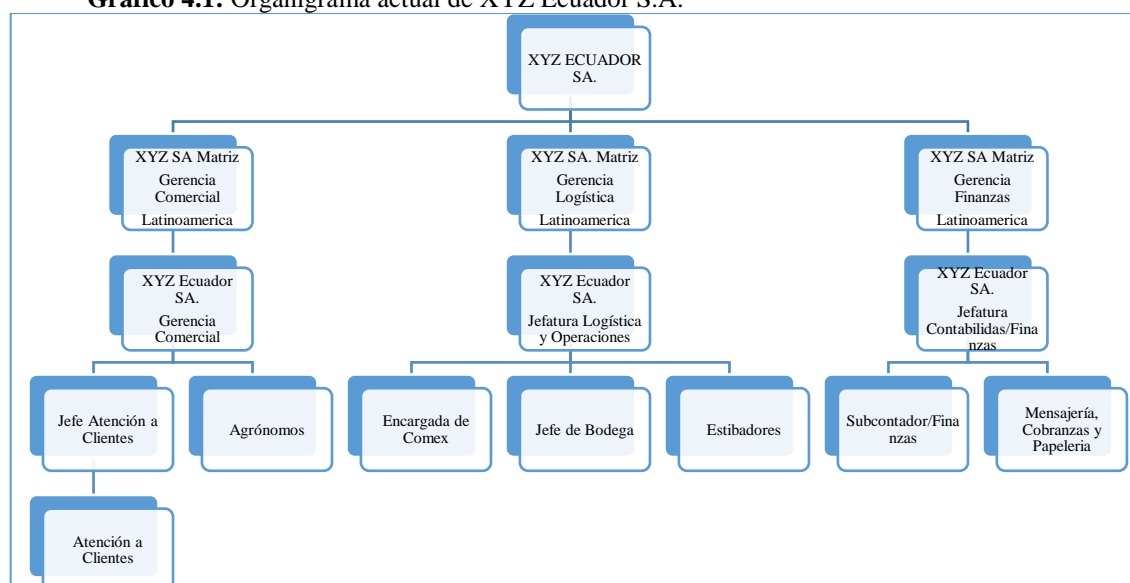 Gráfico 4.1: Organigrama actual de XYZ Ecuador S.A.
XYZ ECUADOR
SA.
XYZ SA Matriz
Gerencia
Comercial
Latinoamerica
XYZ SA. Matriz
Gerencia
Logística
Latinoamerica
XYZ SA Matriz
Gerencia
Finanzas
Latinoamerica
XYZ Ecuador
SA.
Gerencia
Comercial
XYZ Ecuador
SA.
Jefatura Logística
y Operaciones
XYZ Ecuador
SA.
Jefatura
Contabilidas/Fina
nzas
Jefe Atención a
Clientes
Agrónomos
Encargada de
Comex
Jefe de Bodega
Estibadores
Subcontador/Fina
nzas
Mensajería,
Cobranzas y
Papeleria
Atención a
Clientes